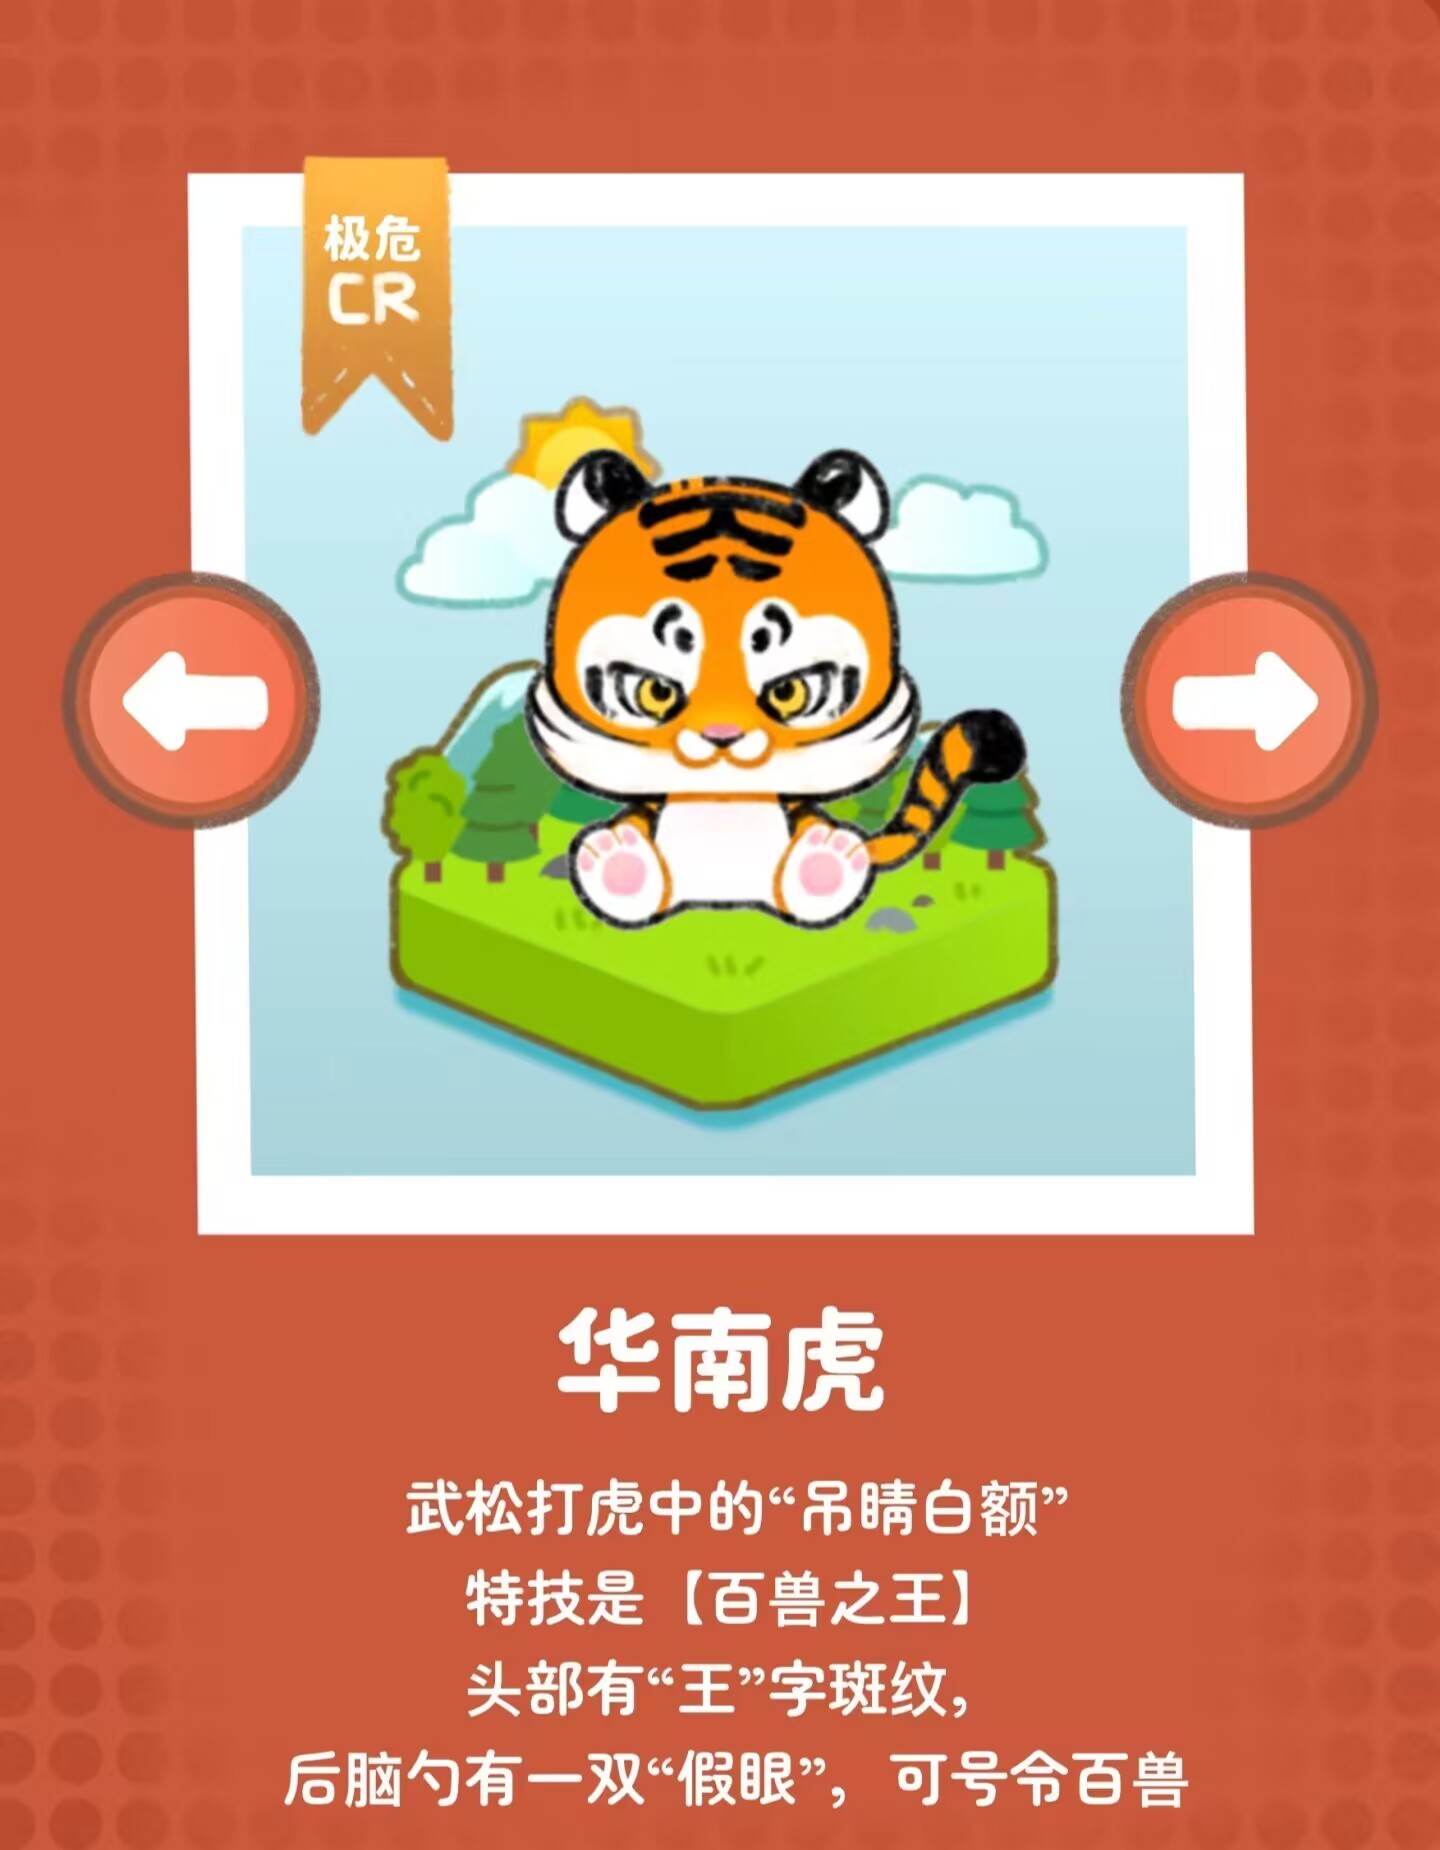 极危
CR
华南虎
武松打虎中的“吊睛白额”
特技是【百兽之王】
头部有“王”字斑纹，
后脑勺有一双“假眼”，可号令百兽